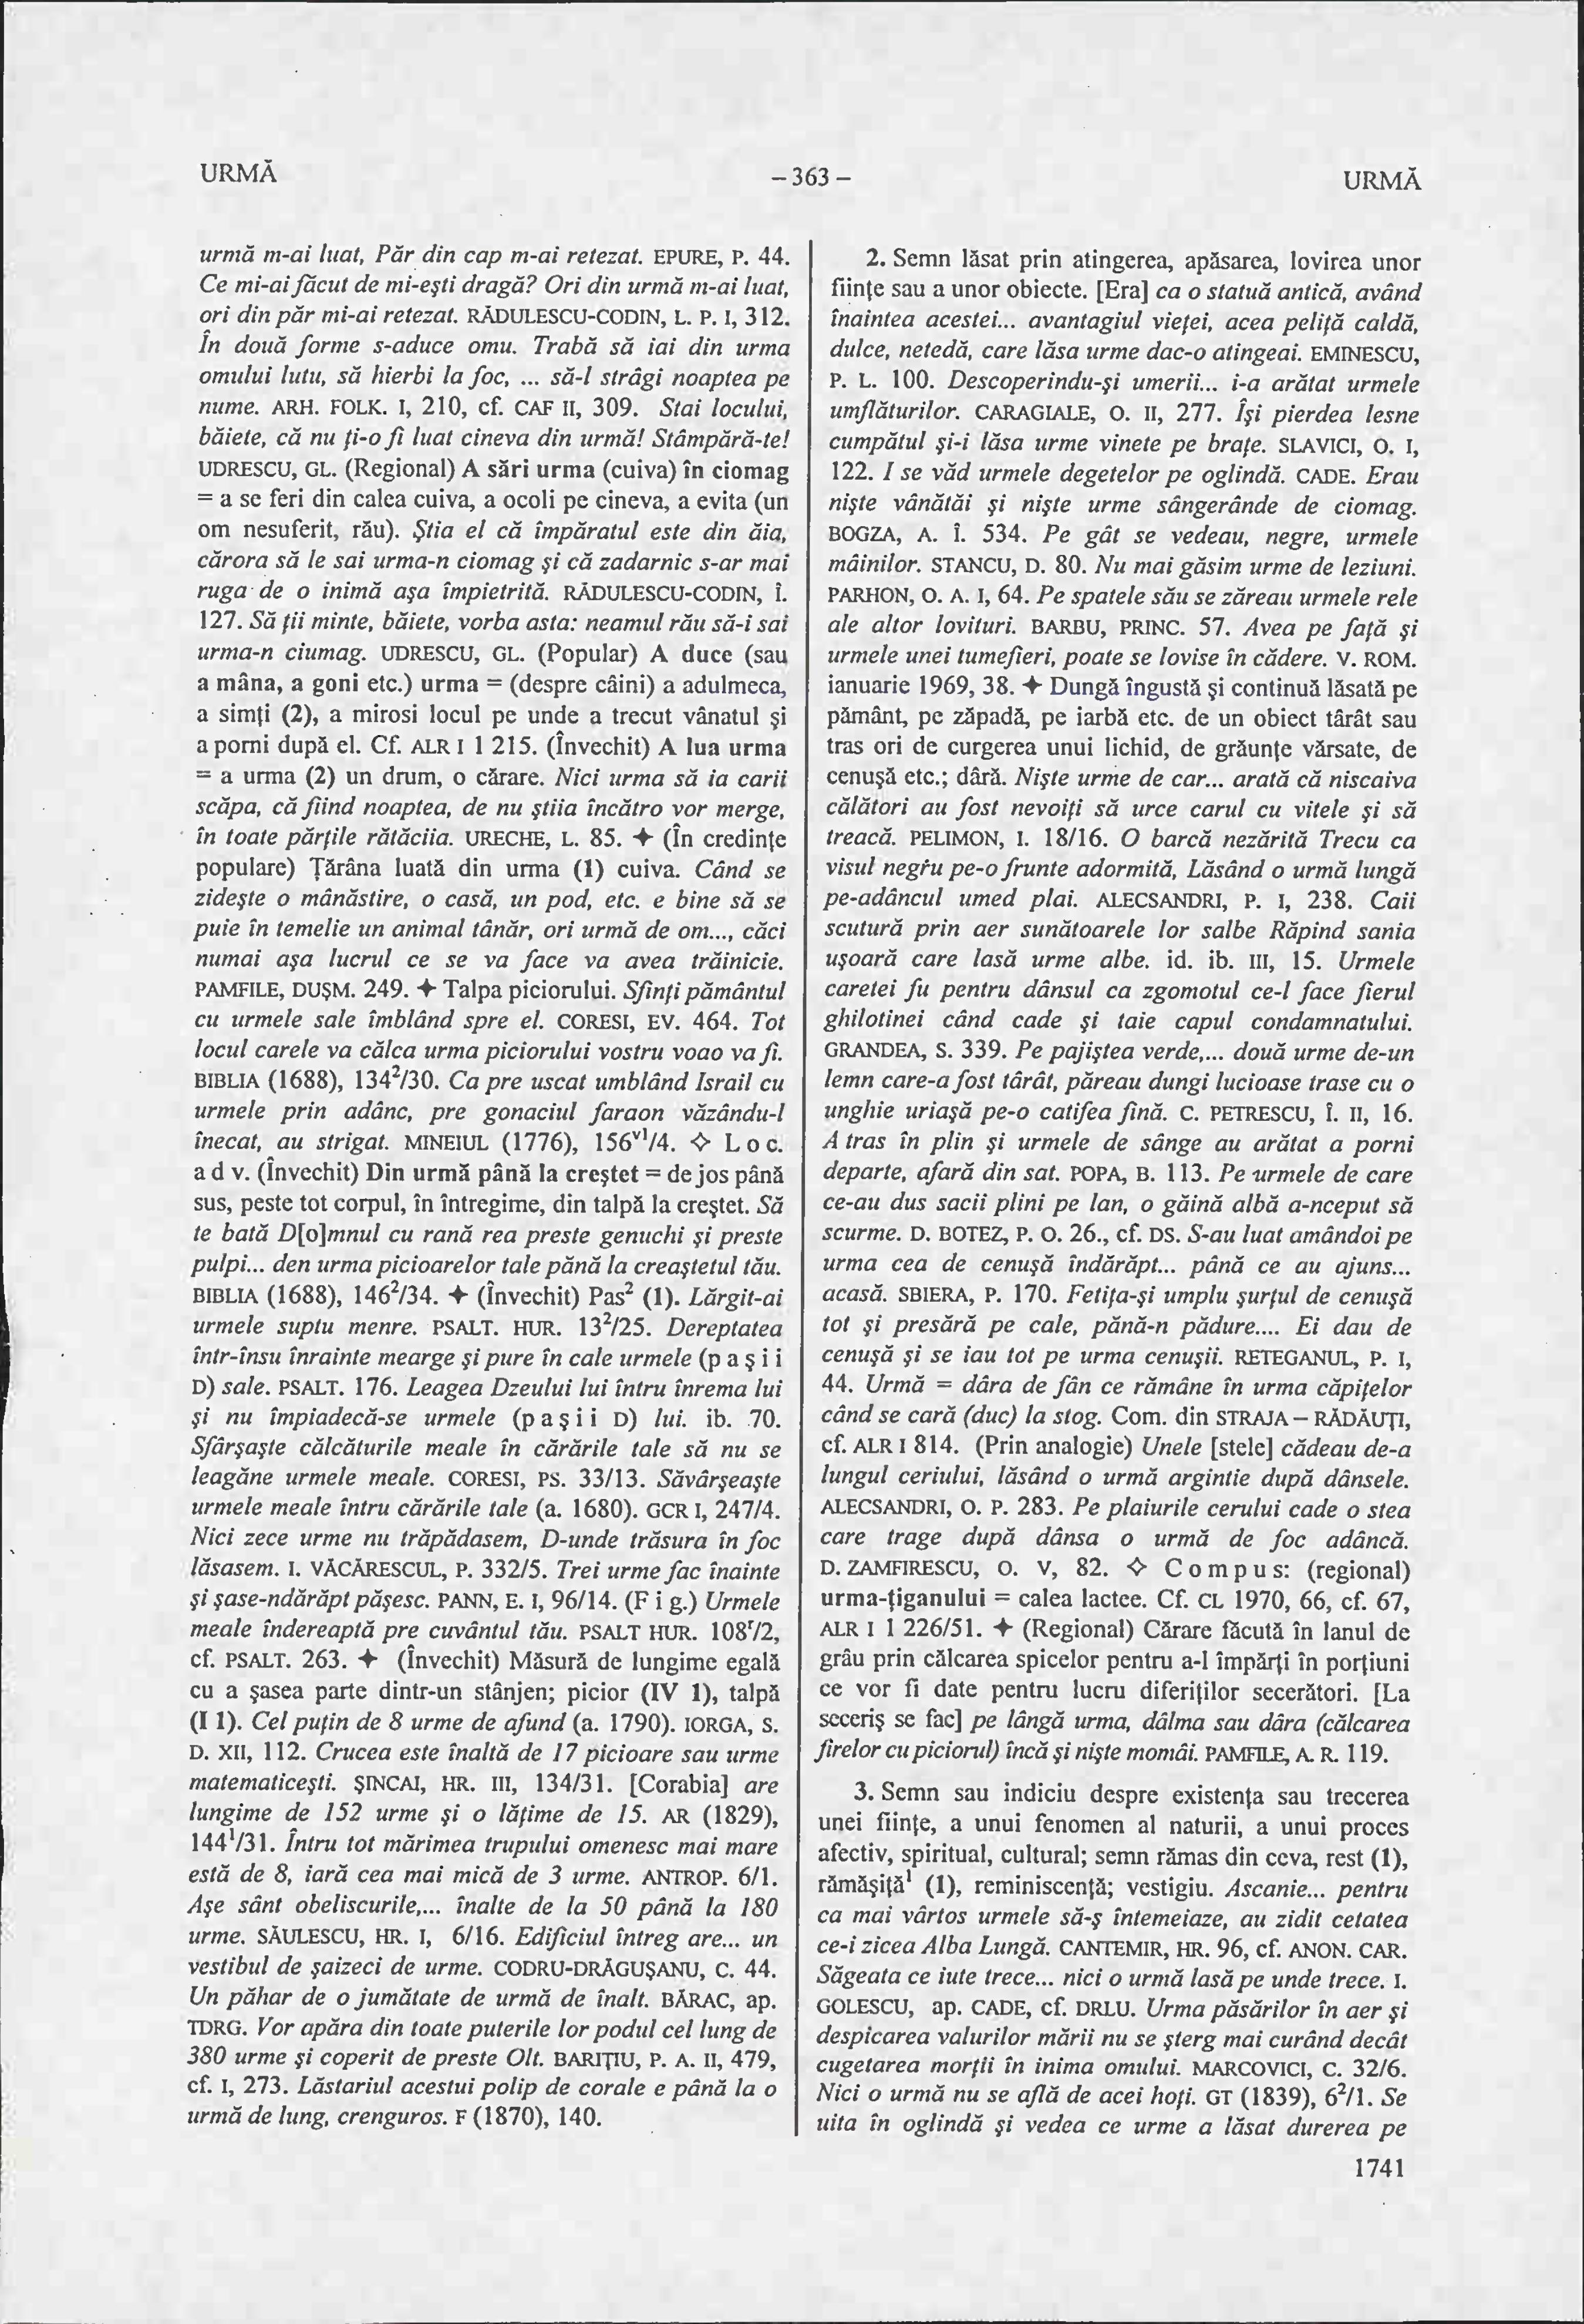 URMĂ
– 363 –
URMĂ
urmă m-ai luat, Păr din cap m-ai retezat. EPURE, P. 44.
Ce mi-ai făcut de mi-eşti dragă? Ori din urmă m-ai luat,
ori din păr mi-ai retezat. RĂDULESCU-CODIN, L. P. I, 312.
În două forme s-aduce omu. Trabă să iai din urma
omului lutu, să hierbi la foc, ... să-l strâgi noaptea pe
nume. ARH. FOLK. I, 210, cf. CAF II, 309. Stai locului,
băiete, că nu ţi-o fi luat cineva din urmă! Stâmpără-te!
UDRESCU, GL. (Regional) A sări urma (cuiva) în ciomag
= a se feri din calea cuiva, a ocoli pe cineva, a evita (un
om nesuferit, rău). Ştia el că împăratul este din ăia,
cărora să le sai urma-n ciomag şi că zadarnic s-ar mai
ruga de o inimă aşa împietrită. RĂDULESCU-CODIN, Î.
127. Să ţii minte, băiete, vorba asta: neamul rău să-i sai
urma-n ciumag. UDRESCU, GL. (Popular) A duce (sau
a mâna, a goni etc.) urma = (despre câini) a adulmeca,
a simţi (2), a mirosi locul pe unde a trecut vânatul şi
a porni după el. Cf. ALR I 1 215. (Învechit) A lua urma
= a urma (2) un drum, o cărare. Nici urma să ia carii
scăpa, că fiind noaptea, de nu ştiia încătro vor merge,
în toate părţile rătăciia. URECHE, L. 85. ✦ (În credinţe
populare) Ţărâna luată din urma (1) cuiva. Când se
zideşte o mânăstire, o casă, un pod, etc. e bine să se
puie în temelie un animal tânăr, ori urmă de om..., căci
numai aşa lucrul ce se va face va avea trăinicie.
PAMFILE, DUŞM. 249. ✦ Talpa piciorului. Sfinţi pământul
cu urmele sale îmblând spre el. CORESI, EV. 464. Tot
locul carele va călca urma piciorului vostru voao va fi.
BIBLIA (1688), 134²/30. Ca pre uscat umblând Israil cu
urmele prin adânc, pre gonaciul faraon văzându-l
înecat, au strigat. MINEIUL (1776), 156ᵛ¹/4. ◇ Loc.
adv. (Învechit) Din urmă până la creştet = de jos până
sus, peste tot corpul, în întregime, din talpă la creştet. Să
te bată D[o]mnul cu rană rea preste genuchi şi preste
pulpi... den urma picioarelor tale până la creaştetul tău.
BIBLIA (1688), 146²/34. ✦ (Învechit) Pas² (1). Lărgit-ai
urmele suptu menre. PSALT. HUR. 13²/25. Dereptatea
într-însu înrainte mearge şi pure în cale urmele (paşii
D) sale. PSALT. 176. Leagea Dzeului lui întru înrema lui
şi nu împiadecă-se urmele (paşii D) lui. ib. 70.
Sfârşaşte călcăturile meale în cărările tale să nu se
leagăne urmele meale. CORESI, PS. 33/13. Săvârşeaşte
urmele meale întru cărările tale (a. 1680). GCR I, 247/4.
Nici zece urme nu trăpădasem, D-unde trăsura în foc
lăsasem. I. VĂCĂRESCUL, P. 332/5. Trei urme fac înainte
şi şase-ndărăpt păşesc. PANN, E. I, 96/14. (Fig.) Urmele
meale îndereaptă pre cuvântul tău. PSALT HUR. 108ʳ/2,
cf. PSALT. 263. ✦ (Învechit) Măsură de lungime egală
cu a şasea parte dintr-un stânjen; picior (IV 1), talpă
(I 1). Cel puţin de 8 urme de afund (a. 1790). IORGA, S.
D. XII, 112. Crucea este înaltă de 17 picioare sau urme
matematiceşti. ŞINCAI, HR. III, 134/31. [Corabia] are
lungime de 152 urme şi o lăţime de 15. AR (1829),
144¹/31. Întru tot mărimea trupului omenesc mai mare
está de 8, iară cea mai mică de 3 urme. ANTROP. 6/1.
Aşe sânt obeliscurile,... înalte de la 50 până la 180
urme. SĂULESCU, HR. I, 6/16. Edificiul întreg are... un
vestibul de şaizeci de urme. CODRU-DRĂGUŞANU, C. 44.
Un păhar de o jumătate de urmă de înalt. BĂRAC, ap.
TDRG. Vor apăra din toate puterile lor podul cel lung de
380 urme şi coperit de preste Olt. BARIŢIU, P. A. II, 479,
cf. I, 273. Lăstariul acestui polip de corale e până la o
urmă de lung, crenguros. F (1870), 140.
2. Semn lăsat prin atingerea, apăsarea, lovirea unor
fiinţe sau a unor obiecte. [Era] ca o statuă antică, având
înaintea acestei... avantagiul vieţei, acea peliţă caldă,
dulce, netedă, care lăsa urme dac-o atingeai. EMINESCU,
P. L. 100. Descoperindu-şi umerii... i-a arătat urmele
umflăturilor. CARAGIALE, O. II, 277. Îşi pierdea lesne
cumpătul şi-i lăsa urme vinete pe braţe. SLAVICI, O. I,
122. I se văd urmele degetelor pe oglindă. CADE. Erau
nişte vânătăi şi nişte urme sângerânde de ciomag.
BOGZA, A. Î. 534. Pe gât se vedeau, negre, urmele
mâinilor. STANCU, D. 80. Nu mai găsim urme de leziuni.
PARHON, O. A. I, 64. Pe spatele său se zăreau urmele rele
ale altor lovituri. BARBU, PRINC. 57. Avea pe faţă şi
urmele unei tumefieri, poate se lovise în cădere. V. ROM.
ianuarie 1969, 38. ✦ Dungă îngustă şi continuă lăsată pe
pământ, pe zăpadă, pe iarbă etc. de un obiect târât sau
tras ori de curgerea unui lichid, de grăunţe vărsate, de
cenuşă etc.; dâră. Nişte urme de car... arată că niscaiva
călători au fost nevoiţi să urce carul cu vitele şi să
treacă. PELIMON, I. 18/16. O barcă nezărită Trecu ca
visul negru pe-o frunte adormită, Lăsând o urmă lungă
pe-adâncul umed plai. ALECSANDRI, P. I, 238. Caii
scutură prin aer sunătoarele lor salbe Răpind sania
uşoară care lasă urme albe. id. ib. III, 15. Urmele
caretei fu pentru dânsul ca zgomotul ce-l face fierul
ghilotinei când cade şi taie capul condamnatului.
GRANDEA, S. 339. Pe pajiştea verde,... două urme de-un
lemn care-a fost târât, păreau dungi lucioase trase cu o
unghie uriaşă pe-o catifea fină. C. PETRESCU, Î. II, 16.
A tras în plin şi urmele de sânge au arătat a porni
departe, afară din sat. POPA, B. 113. Pe urmele de care
ce-au dus sacii plini pe lan, o găină albă a-nceput să
scurme. D. BOTEZ, P. O. 26., cf. DS. S-au luat amândoi pe
urma cea de cenuşă îndărăpt... până ce au ajuns...
acasă. SBIERA, P. 170. Fetiţa-şi umplu şurţul de cenuşă
tot şi presără pe cale, până-n pădure.... Ei dau de
cenuşă şi se iau tot pe urma cenuşii. RETEGANUL, P. I,
44. Urmă = dâra de fân ce rămâne în urma căpiţelor
când se cară (duc) la stog. Com. din STRAJA – RĂDĂUŢI,
cf. ALR I 814. (Prin analogie) Unele [stele] cădeau de-a
lungul ceriului, lăsând o urmă argintie după dânsele.
ALECSANDRI, O. P. 283. Pe plaiurile cerului cade o stea
care trage după dânsa o urmă de foc adâncă.
D. ZAMFIRESCU, O. V, 82. ◇ Compus: (regional)
urma-ţiganului = calea lactee. Cf. CL 1970, 66, cf. 67,
ALR I 1 226/51. ✦ (Regional) Cărare făcută în lanul de
grâu prin călcarea spicelor pentru a-l împărţi în porţiuni
ce vor fi date pentru lucru diferiţilor secerători. [La
seceriş se fac] pe lângă urma, dâlma sau dâra (călcarea
firelor cu piciorul) încă şi nişte momâi. PAMFILE, A. R. 119.
3. Semn sau indiciu despre existenţa sau trecerea
unei fiinţe, a unui fenomen al naturii, a unui proces
afectiv, spiritual, cultural; semn rămas din ceva, rest (1),
rămăşiţă¹ (1), reminiscenţă; vestigiu. Ascanie... pentru
ca mai vârtos urmele să-ş întemeiaze, au zidit cetatea
ce-i zicea Alba Lungă. CANTEMIR, HR. 96, cf. ANON. CAR.
Săgeata ce iute trece... nici o urmă lasă pe unde trece. I.
GOLESCU, ap. CADE, cf. DRLU. Urma păsărilor în aer şi
despicarea valurilor mării nu se şterg mai curând decât
cugetarea morţii în inima omului. MARCOVICI, C. 32/6.
Nici o urmă nu se află de acei hoţi. GT (1839), 6²/1. Se
uita în oglindă şi vedea ce urme a lăsat durerea pe
1741